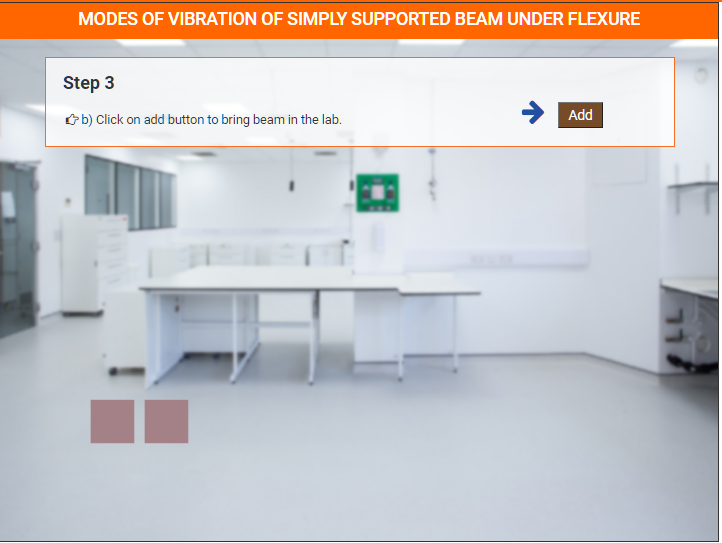 MODES OF VIBRATION OF SIMPLY SUPPORTED BEAM UNDER FLEXURE
Step 3
b) Click on add button to bring beam in the lab.
Add